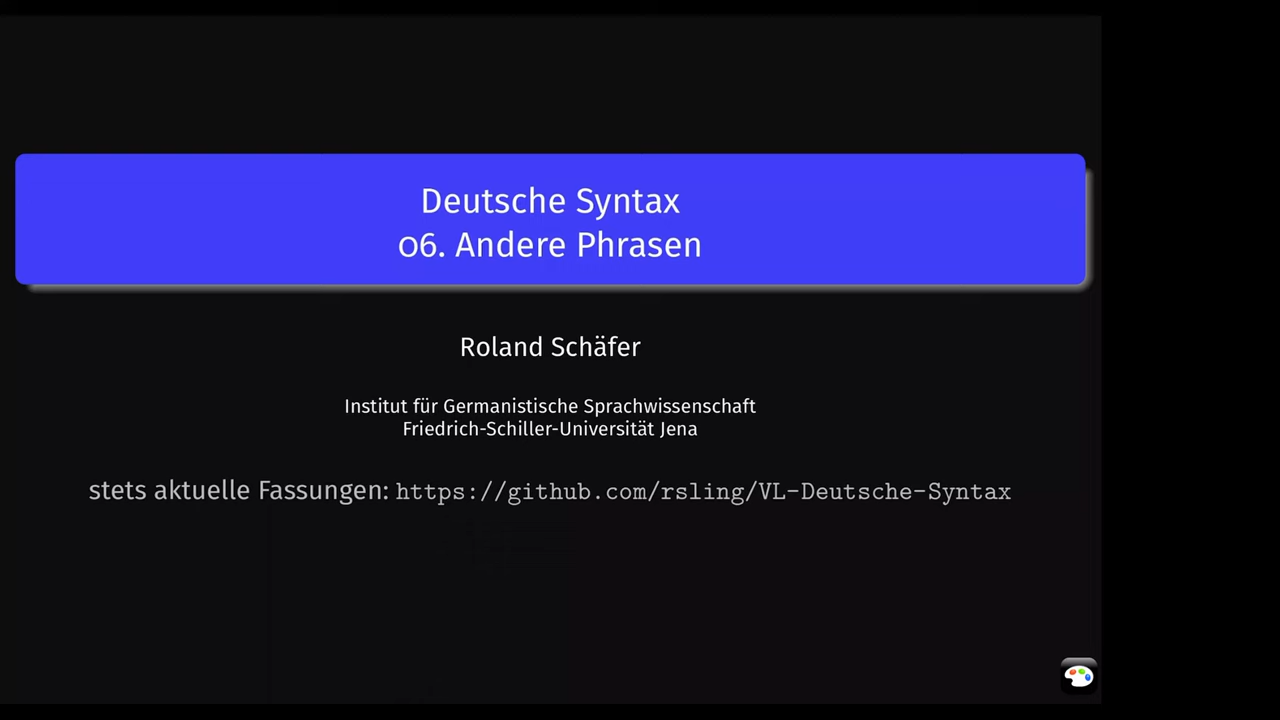 Deutsche Syntax
06. Andere Phrasen
Roland Schäfer
Institut für Germanistische Sprachwissenschaft
Friedrich-Schiller-Universität Jena
stets aktuelle Fassungen: https://github.com/rsling/VL-Deutsche-Syntax